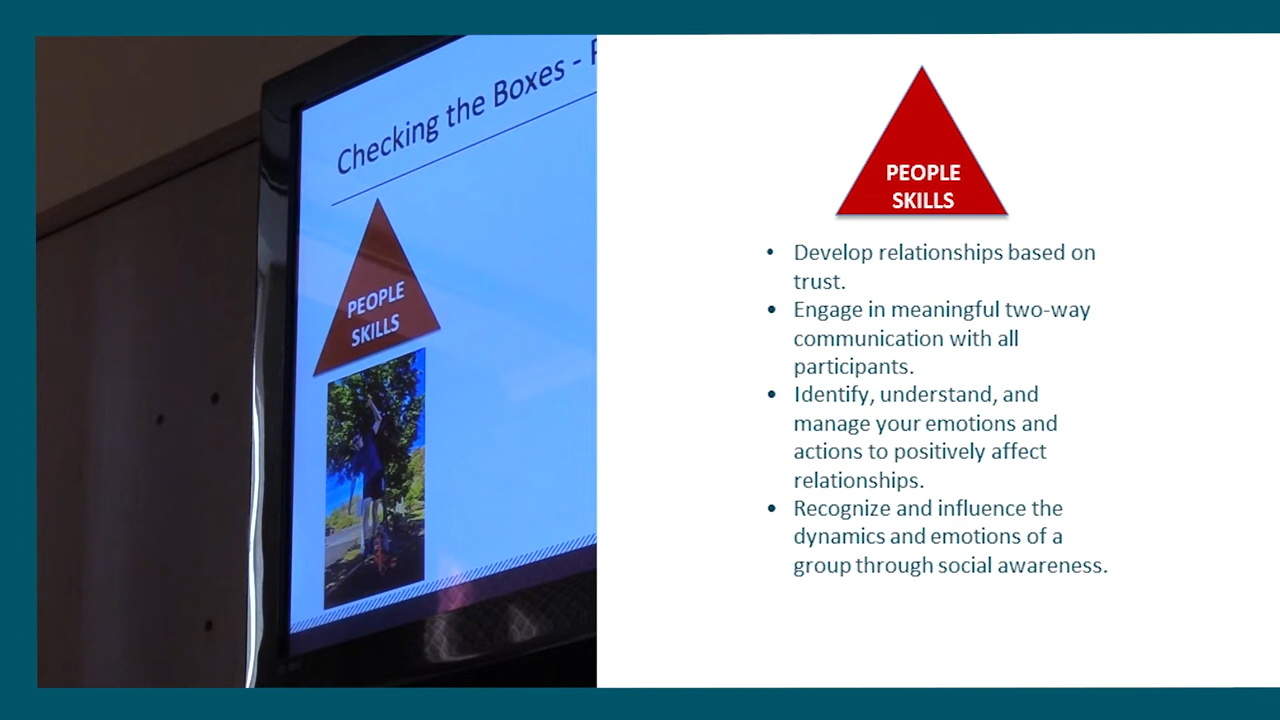 Checking the Boxes -
PEOPLE
SKILLS
PEOPLE
SKILLS
• Develop relationships based on
trust.
• Engage in meaningful two-way
communication with all
participants.
• Identify, understand, and
manage your emotions and
actions to positively affect
relationships.
• Recognize and influence the
dynamics and emotions of a
group through social awareness.